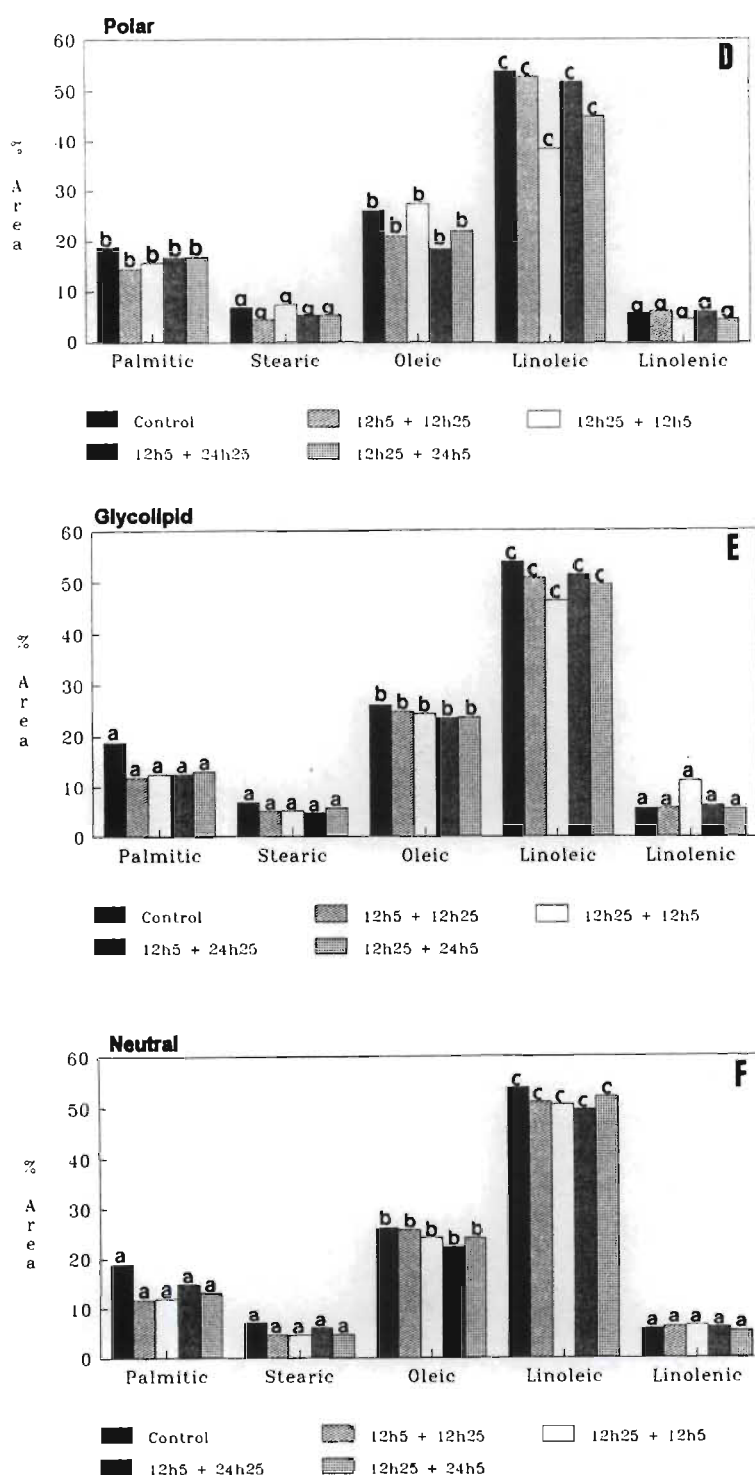 Polar
D
60
50
40
30
20
10
0
% Area
b b b b b
a a a a a
b b b b b
c c c c c
a a a a a
Palmitic Stearic Oleic Linoleic Linolenic
Control 12h5 + 12h25 12h25 + 12h5
12h5 + 24h25 12h25 + 24h5
Glycolipid
E
60
50
40
30
20
10
0
% Area
a a a a a
a a a a a
b b b b b
c c c c c
a a a a a
Palmitic Stearic Oleic Linoleic Linolenic
Control 12h5 + 12h25 12h25 + 12h5
12h5 + 24h25 12h25 + 24h5
Neutral
F
60
50
40
30
20
10
0
% Area
a a a a a
a a a a a
b b b b b
c c c c c
a a a a a
Palmitic Stearic Oleic Linoleic Linolenic
Control 12h5 + 12h25 12h25 + 12h5
12h5 + 24h25 12h25 + 24h5